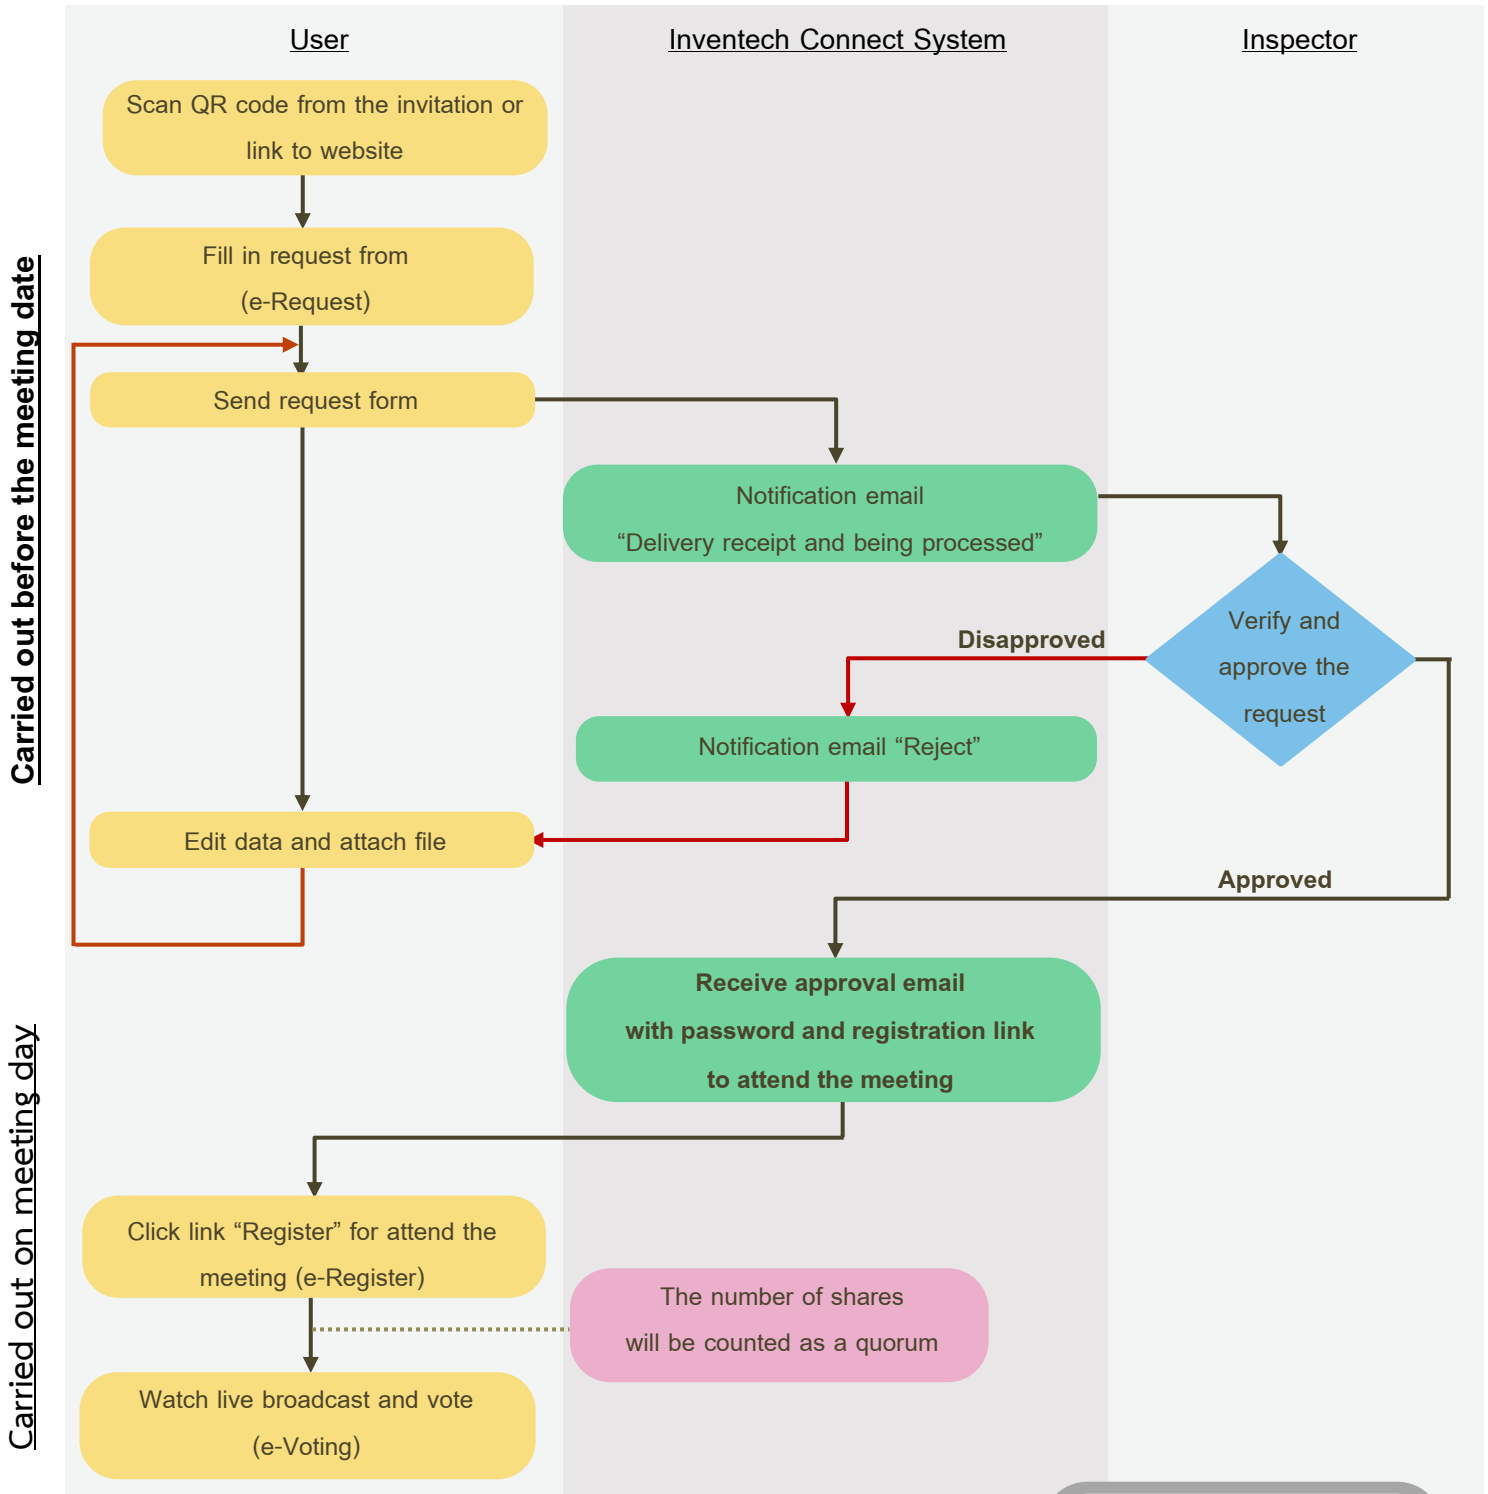 User
Inventech Connect System
Inspector
Scan QR code from the invitation or
link to website
Fill in request from
(e-Request)
Send request form
Notification email
“Delivery receipt and being processed”
Verify and
approve the
request
Disapproved
Notification email “Reject”
Edit data and attach file
Approved
Receive approval email
with password and registration link
to attend the meeting
Click link “Register” for attend the
meeting (e-Register)
The number of shares
will be counted as a quorum
Watch live broadcast and vote
(e-Voting)
Carried out before the meeting date
Carried out on meeting day